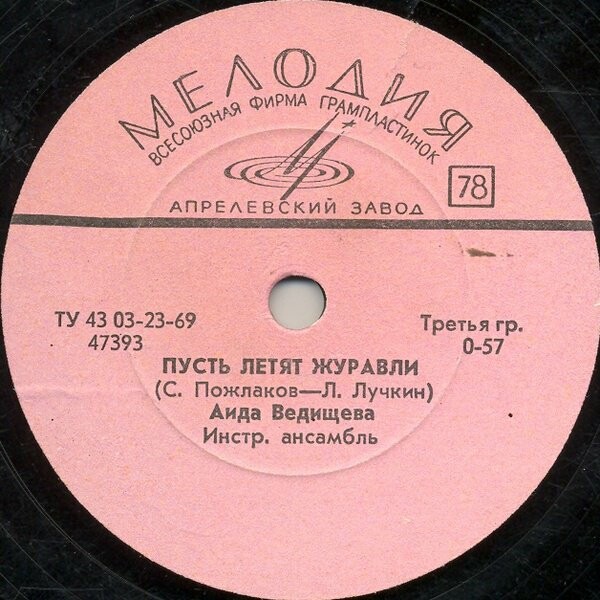 МЕЛОДИЯ
ВСЕСОЮЗНАЯ ФИРМА ГРАМПЛАСТИНОК
78
АПРЕЛЕВСКИЙ ЗАВОД
ТУ 43 03-23-69
47393
Третья гр.
0-57
ПУСТЬ ЛЕТЯТ ЖУРАВЛИ
(С. Пожлаков—Л. Лучкин)
Аида Ведищева
Инстр. ансамбль